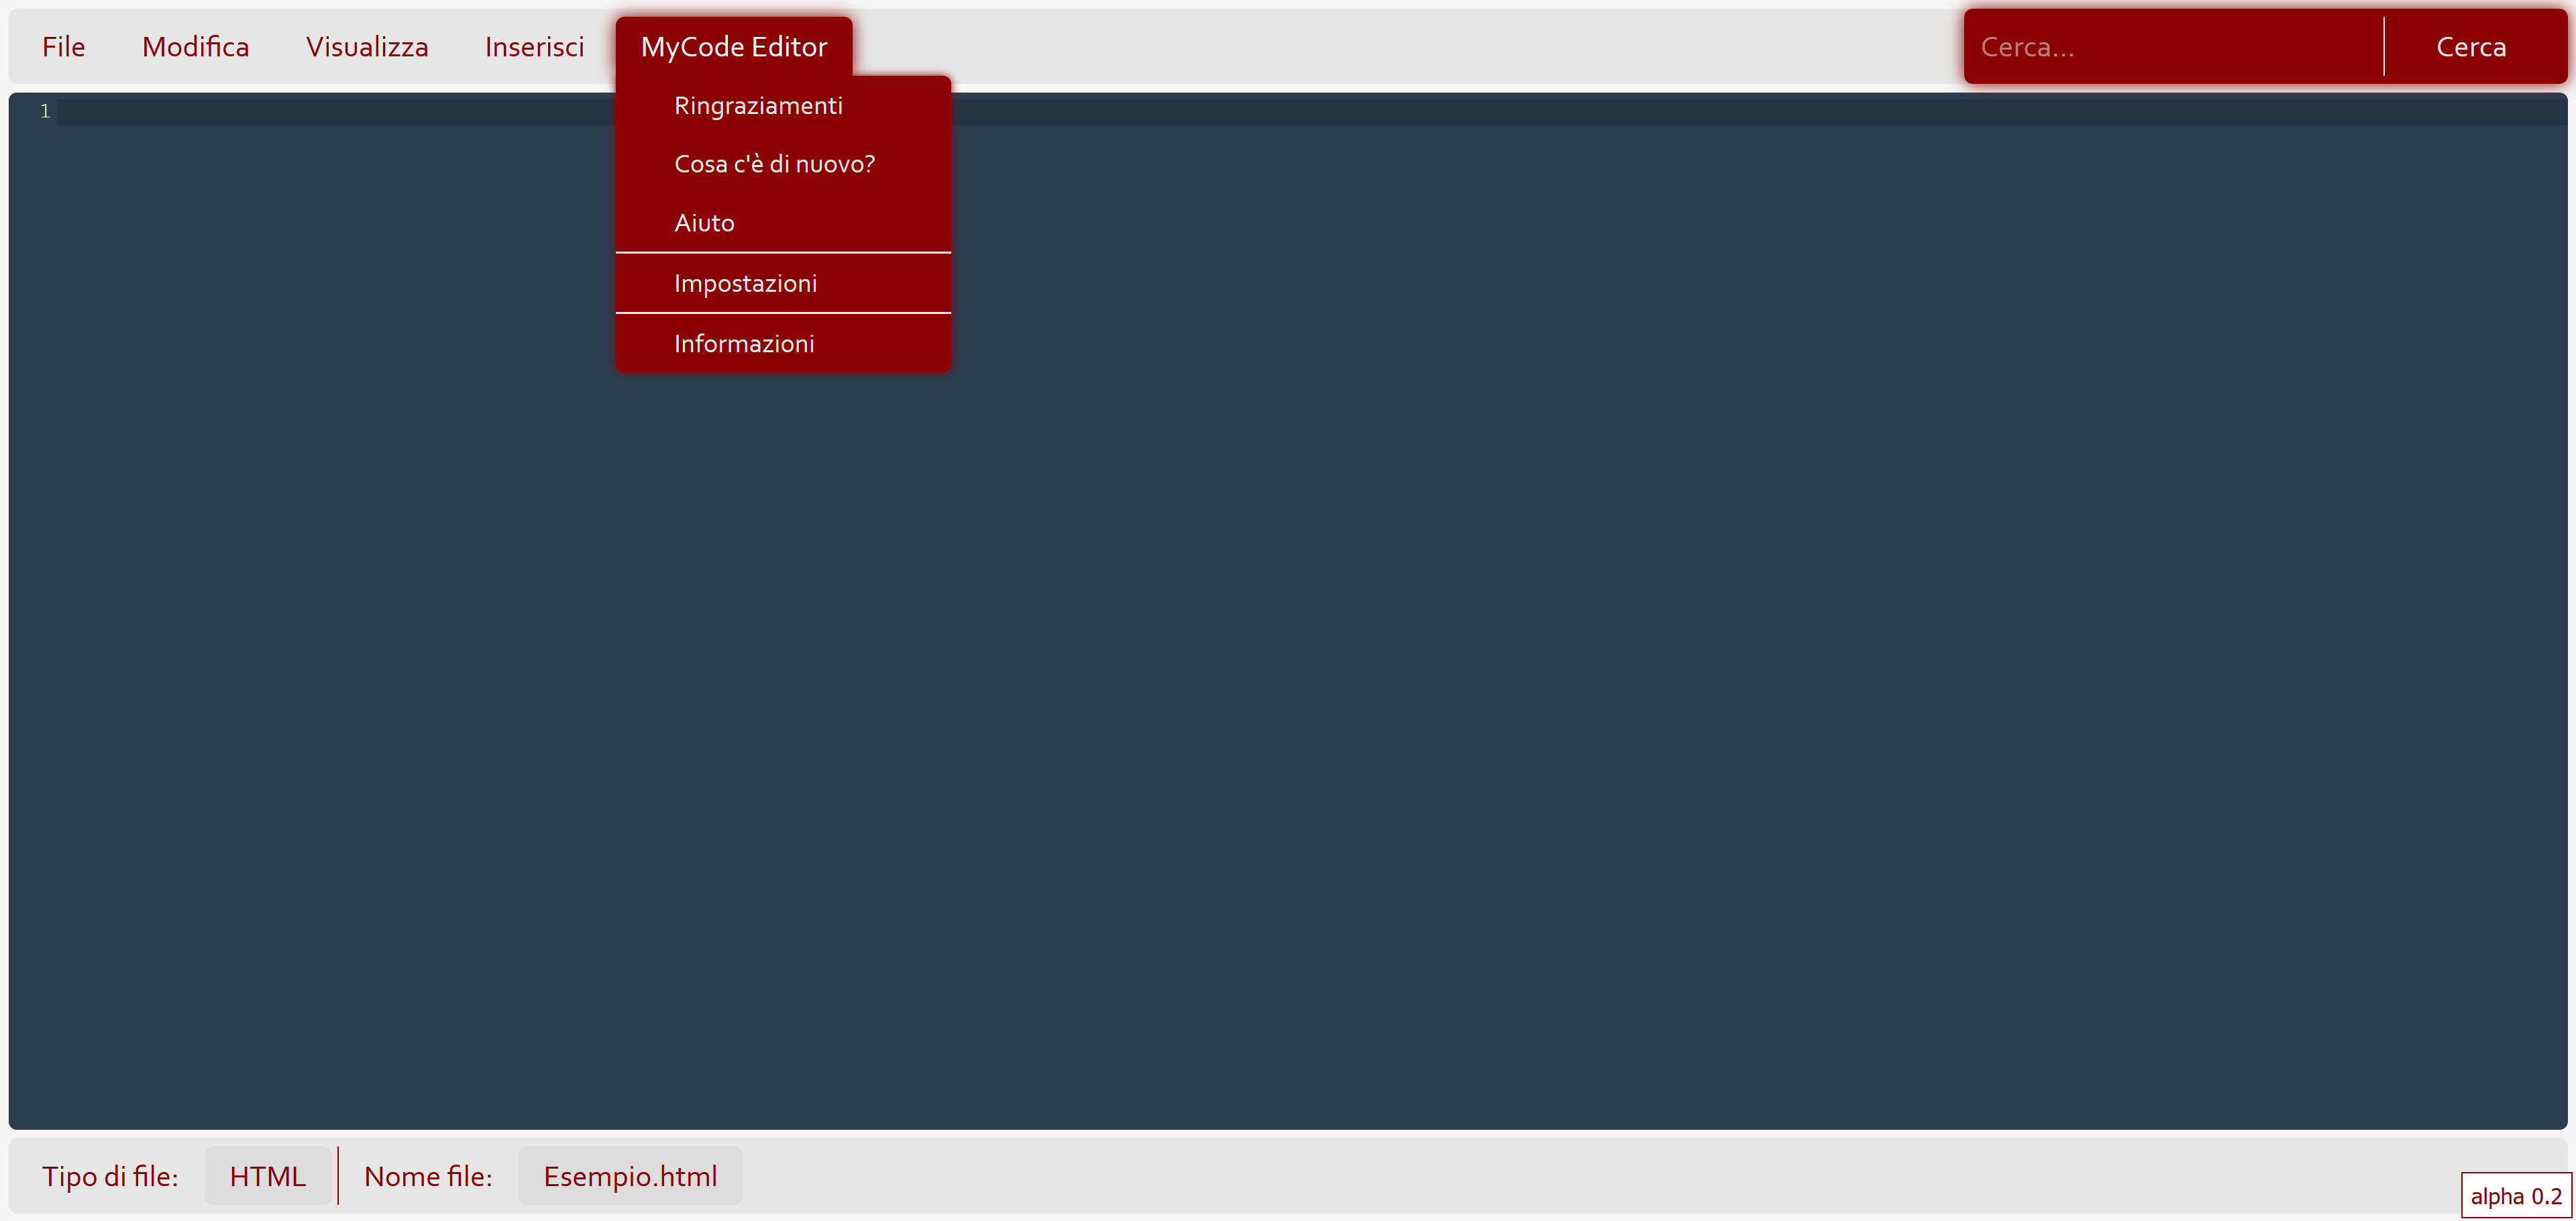 File Modifica Visualizza Inserisci MyCode Editor Cerca... Cerca
Ringraziamenti
1
Cosa c'è di nuovo?
Aiuto
Impostazioni
Informazioni
Tipo di file: HTML Nome file: Esempio.html
alpha 0.2